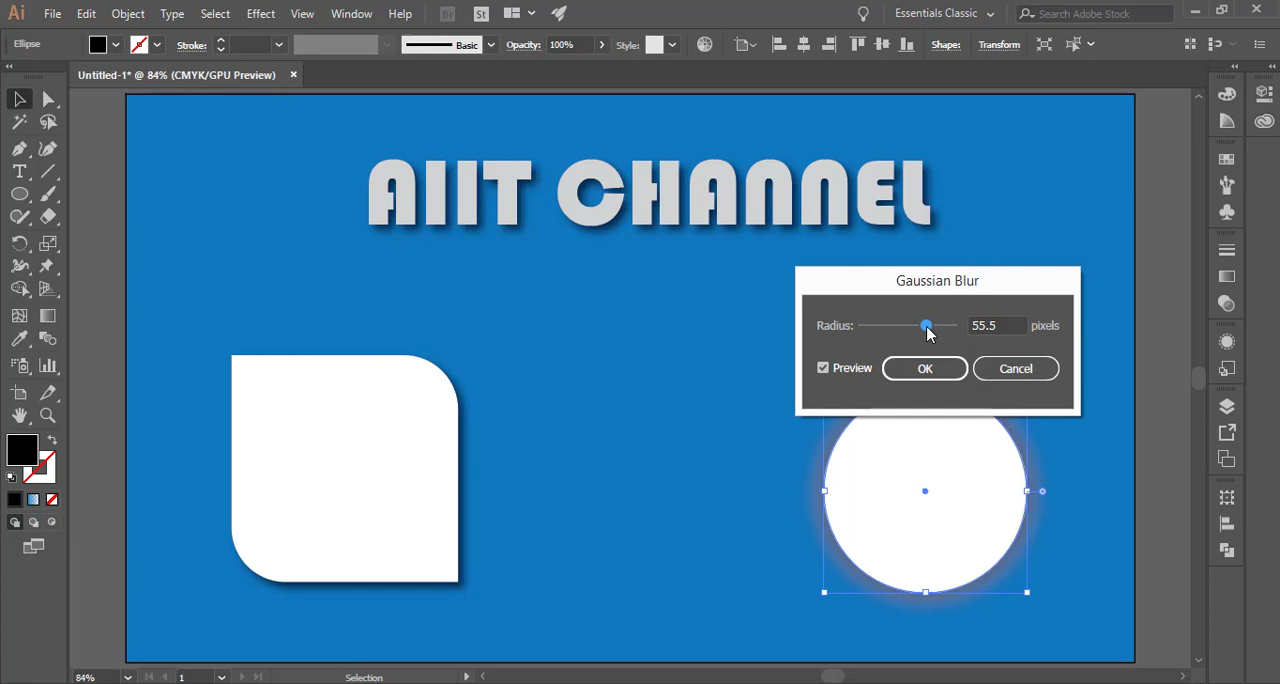 Ai File Edit Object Type Select Effect View Window Help Br St Essentials Classic Search Adobe Stock
Ellipse Stroke: Basic Opacity: 100% Style: Shape: Transform
Untitled-1* @ 84% (CMYK/GPU Preview)
AIIT CHANNEL
Gaussian Blur
Radius: 55.5 pixels
Preview OK Cancel
84% 1 Selection